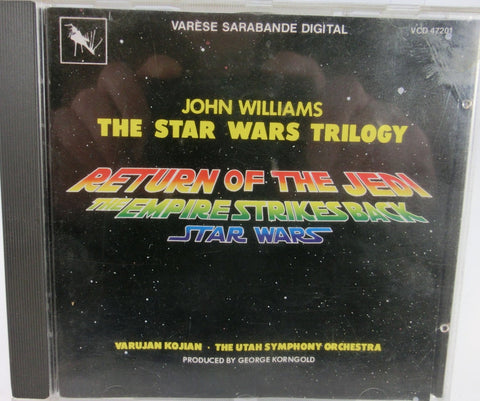 VARÈSE SARABANDE DIGITAL
VCD 47201
JOHN WILLIAMS
THE STAR WARS TRILOGY
RETURN OF THE JEDI
THE EMPIRE STRIKES BACK
STAR WARS
VARUJAN KOJIAN · THE UTAH SYMPHONY ORCHESTRA
PRODUCED BY GEORGE KORNGOLD